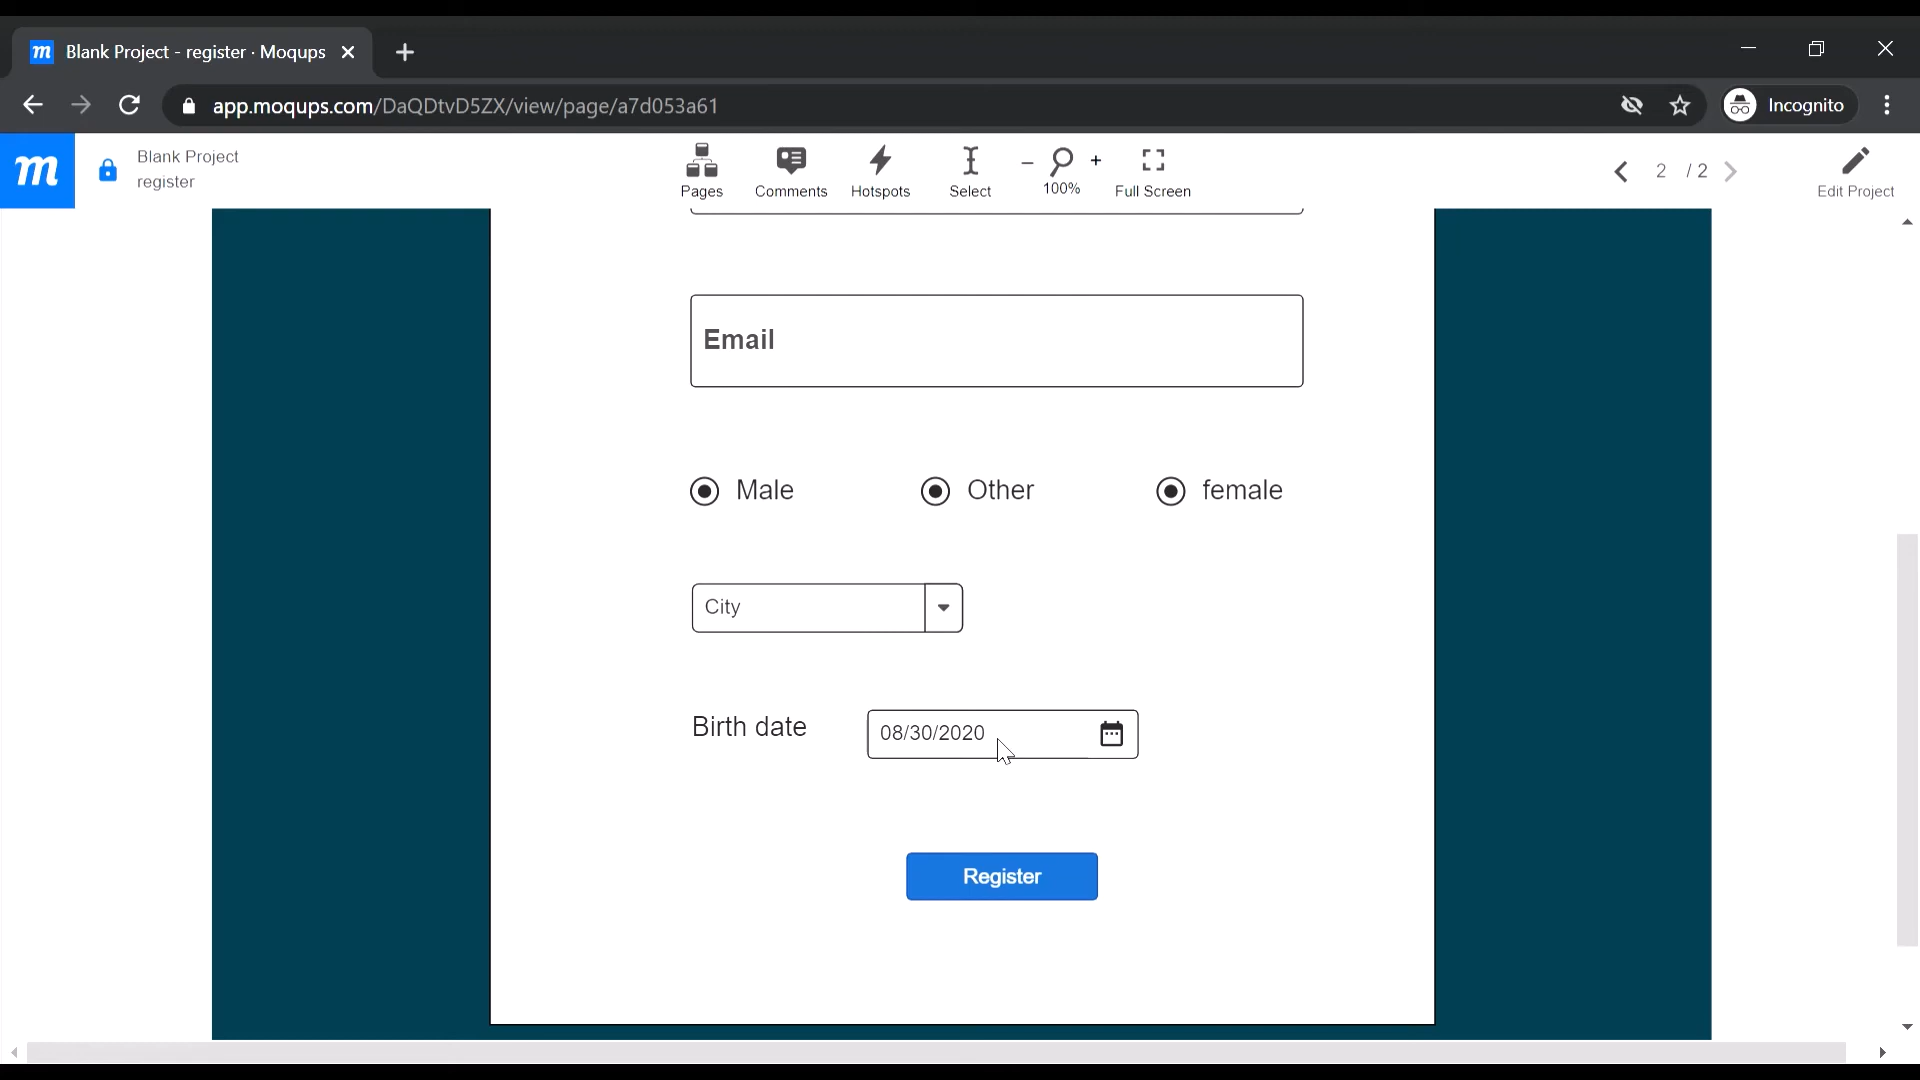 m Blank Project - register · Moqups
app.moqups.com/DaQDtvD5ZX/view/page/a7d053a61
Incognito
m
Blank Project
register
Pages
Comments
Hotspots
Select
- 100% +
Full Screen
2 / 2
Edit Project
Email
Male
Other
female
City
Birth date
08/30/2020
Register